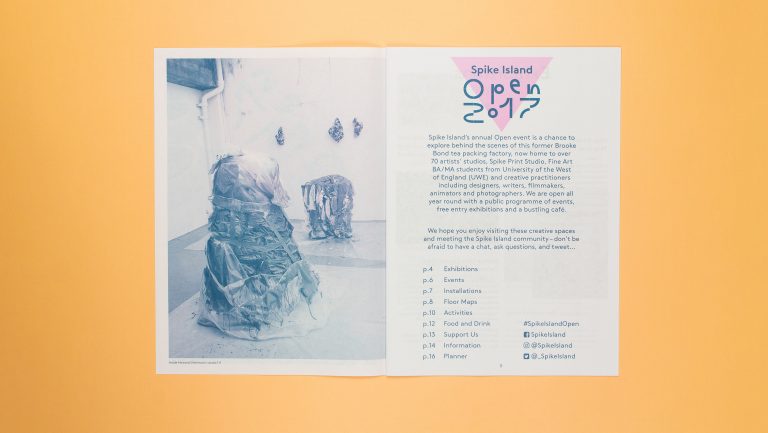 Spike Island
Open
2017
Spike Island's annual Open event is a chance to
explore behind the scenes of this former Brooke
Bond tea packing factory, now home to over
70 artists' studios, Spike Print Studio, Fine Art
BA/MA students from University of the West
of England (UWE) and creative practitioners
including designers, writers, filmmakers,
animators and photographers. We are open all
year round with a public programme of events,
free entry exhibitions and a bustling café.
We hope you enjoy visiting these creative spaces
and meeting the Spike Island community – don't be
afraid to have a chat, ask questions, and tweet...
p.4 Exhibitions
p.6 Events
p.7 Installations
p.8 Floor Maps
p.10 Activities
p.12 Food and Drink #SpikeIslandOpen
p.13 Support Us SpikeIsland
p.14 Information @SpikeIsland
p.16 Planner @_SpikeIsland